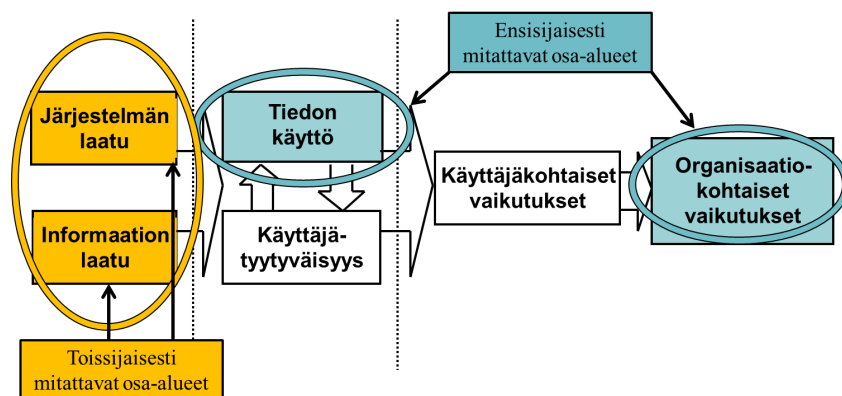 Ensisijaisesti
mitattavat osa-alueet
Järjestelmän
laatu
Tiedon
käyttö
Käyttäjäkohtaiset
vaikutukset
Organisaatio-
kohtaiset
vaikutukset
Informaation
laatu
Käyttäjä-
tyytyväisyys
Toissijaisesti
mitattavat osa-alueet